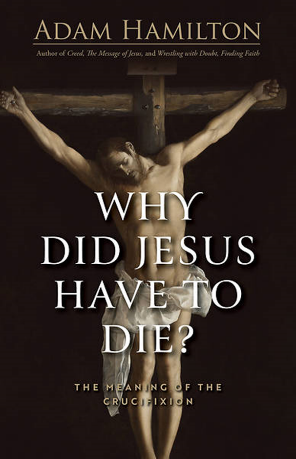 ADAM HAMILTON
Author of Creed, The Message of Jesus, and Wrestling with Doubt, Finding Faith
WHY
DID JESUS
HAVE TO
DIE?
THE MEANING OF THE
CRUCIFIXION